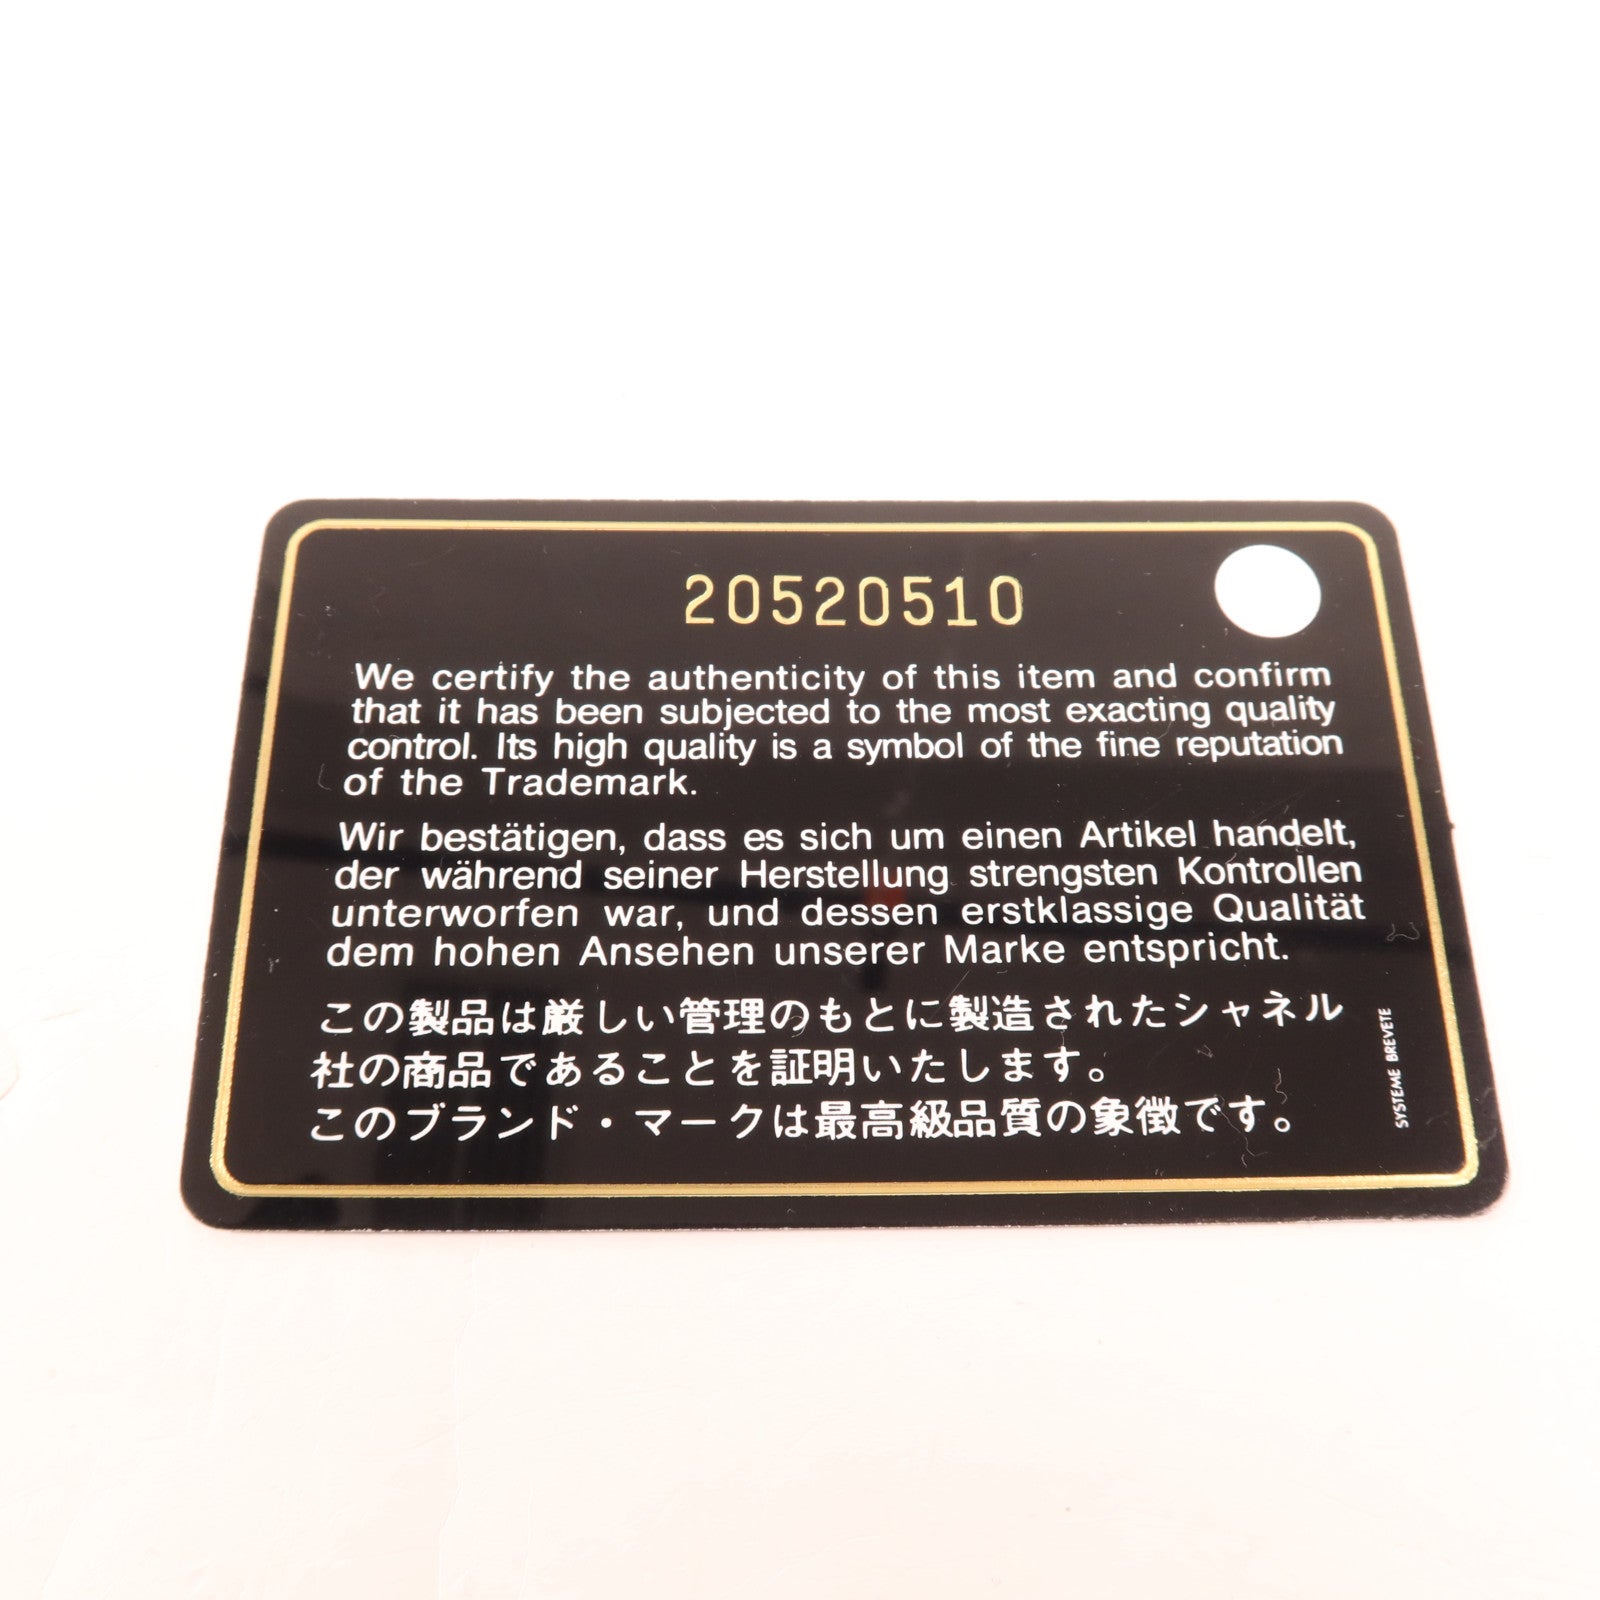 20520510
We certify the authenticity of this item and confirm
that it has been subjected to the most exacting quality
control. Its high quality is a symbol of the fine reputation
of the Trademark.
Wir bestätigen, dass es sich um einen Artikel handelt,
der während seiner Herstellung strengsten Kontrollen
unterworfen war, und dessen erstklassige Qualität
dem hohen Ansehen unserer Marke entspricht.
この製品は厳しい管理のもとに製造されたシャネル
社の商品であることを証明いたします。
このブランド・マークは最高級品質の象徴です。
SYSTEME BREVETE